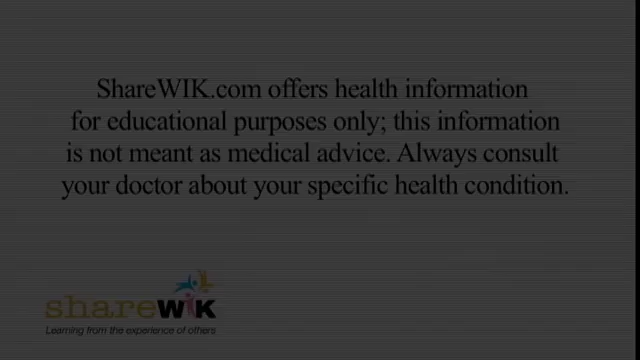 ShareWIK.com offers health information
for educational purposes only; this information
is not meant as medical advice. Always consult
your doctor about your specific health condition.
sharewiK
Learning from the experience of others